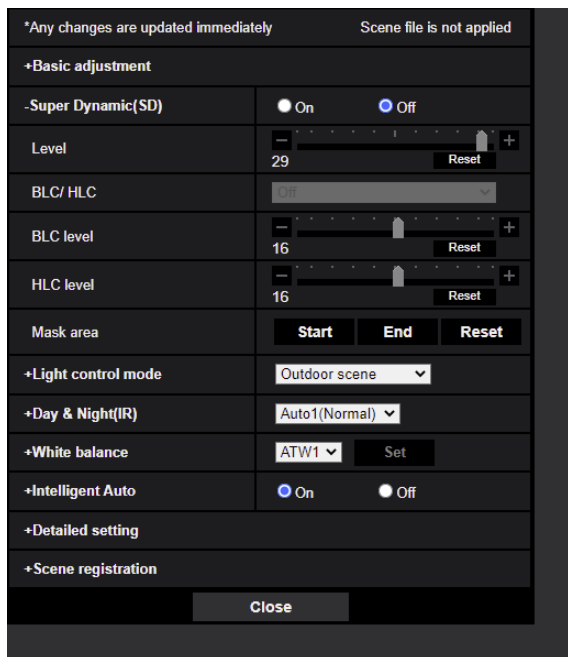 *Any changes are updated immediately Scene file is not applied
+Basic adjustment
-Super Dynamic(SD) On Off
Level - +
29 Reset
BLC/ HLC Off
BLC level - +
16 Reset
HLC level - +
16 Reset
Mask area Start End Reset
+Light control mode Outdoor scene
+Day & Night(IR) Auto1(Normal)
+White balance ATW1 Set
+Intelligent Auto On Off
+Detailed setting
+Scene registration
Close